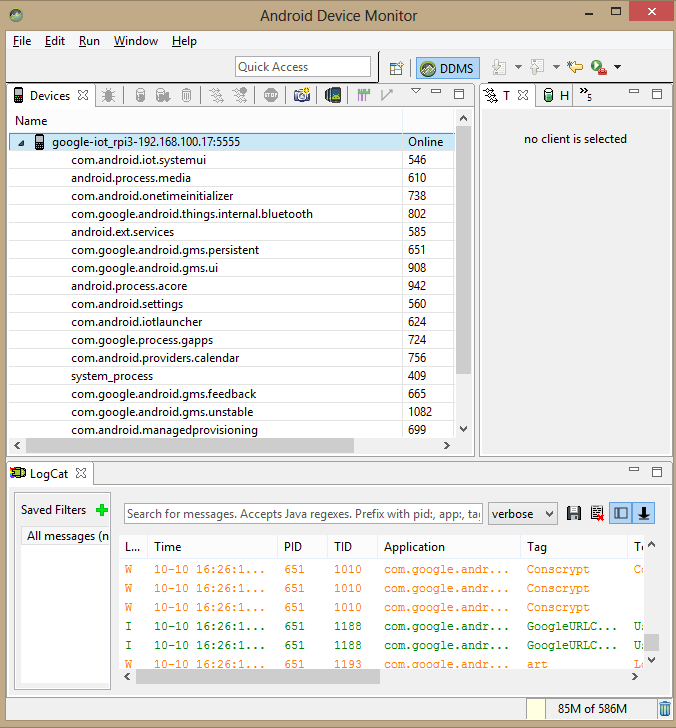 Android Device Monitor
File Edit Run Window Help
Quick Access
DDMS
Devices
T
H
»5
Name
no client is selected
google-iot_rpi3-192.168.100.17:5555 Online
com.android.iot.systemui 546
android.process.media 610
com.android.onetimeinitializer 738
com.google.android.things.internal.bluetooth 802
android.ext.services 585
com.google.android.gms.persistent 651
com.google.android.gms.ui 908
android.process.acore 942
com.android.settings 560
com.android.iotlauncher 624
com.google.process.gapps 724
com.android.providers.calendar 756
system_process 409
com.google.android.gms.feedback 665
com.google.android.gms.unstable 1082
com.android.managedprovisioning 699
LogCat
Saved Filters
All messages (n
Search for messages. Accepts Java regexes. Prefix with pid:, app:, ta
verbose
L... Time PID TID Application Tag
W 10-10 16:26:1... 651 1010 com.google.andr... Conscrypt
W 10-10 16:26:1... 651 1010 com.google.andr... Conscrypt
W 10-10 16:26:1... 651 1010 com.google.andr... Conscrypt
I 10-10 16:26:1... 651 1188 com.google.andr... GoogleURLC...
I 10-10 16:26:1... 651 1188 com.google.andr... GoogleURLC...
W 10-10 16:26:1... 651 1193 com.google.andr... art
85M of 586M